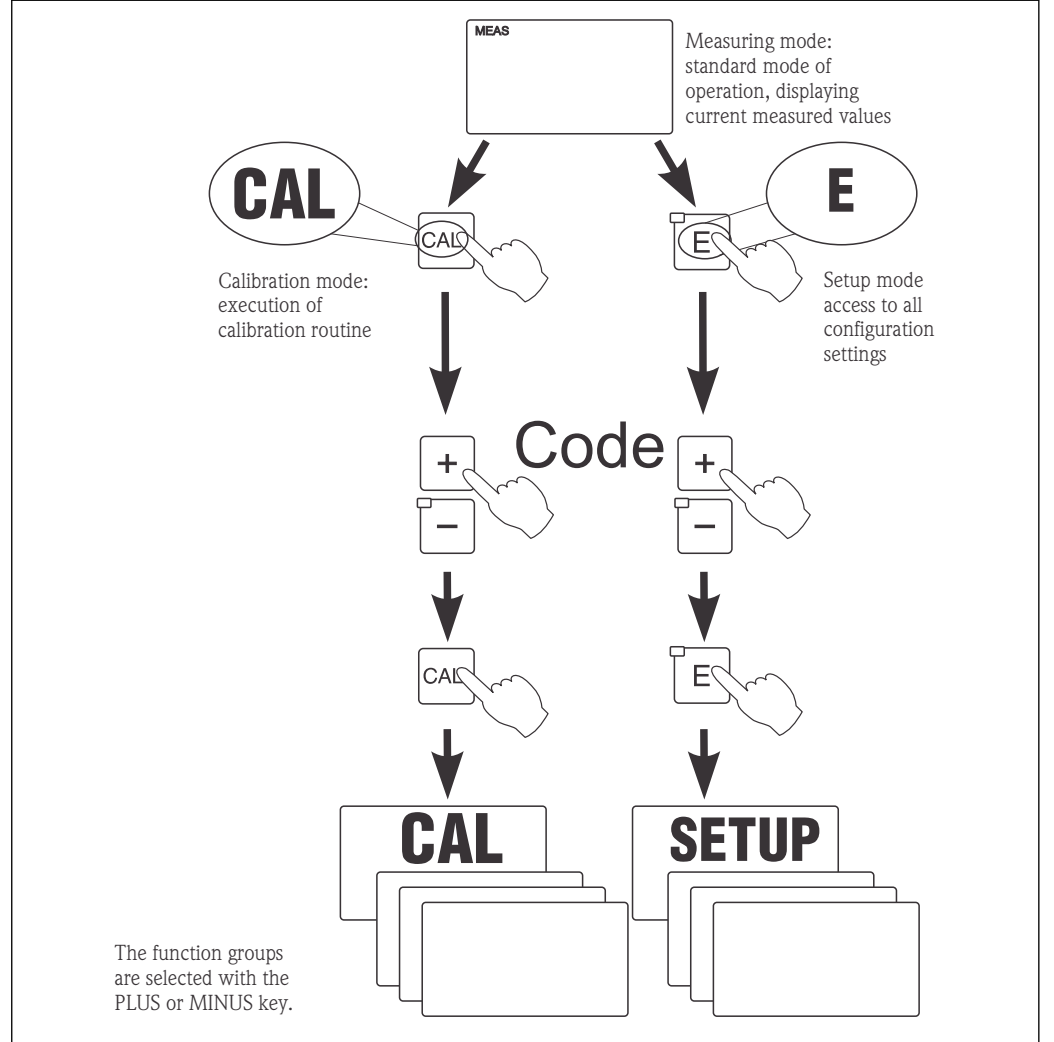 MEAS
Measuring mode:
standard mode of
operation, displaying
current measured values
CAL
E
CAL
E
Calibration mode:
execution of
calibration routine
Setup mode
access to all
configuration
settings
Code
+
+
−
−
CAL
E
CAL
SETUP
The function groups
are selected with the
PLUS or MINUS key.